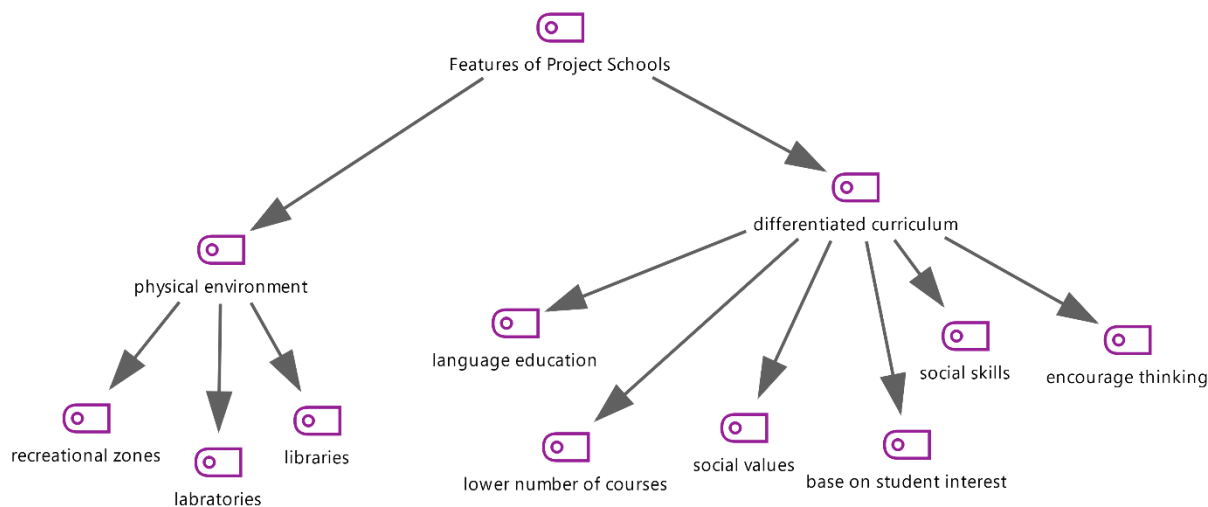 Features of Project Schools
differentiated curriculum
physical environment
language education
social skills
encourage thinking
recreational zones
libraries
labratories
lower number of courses
social values
base on student interest